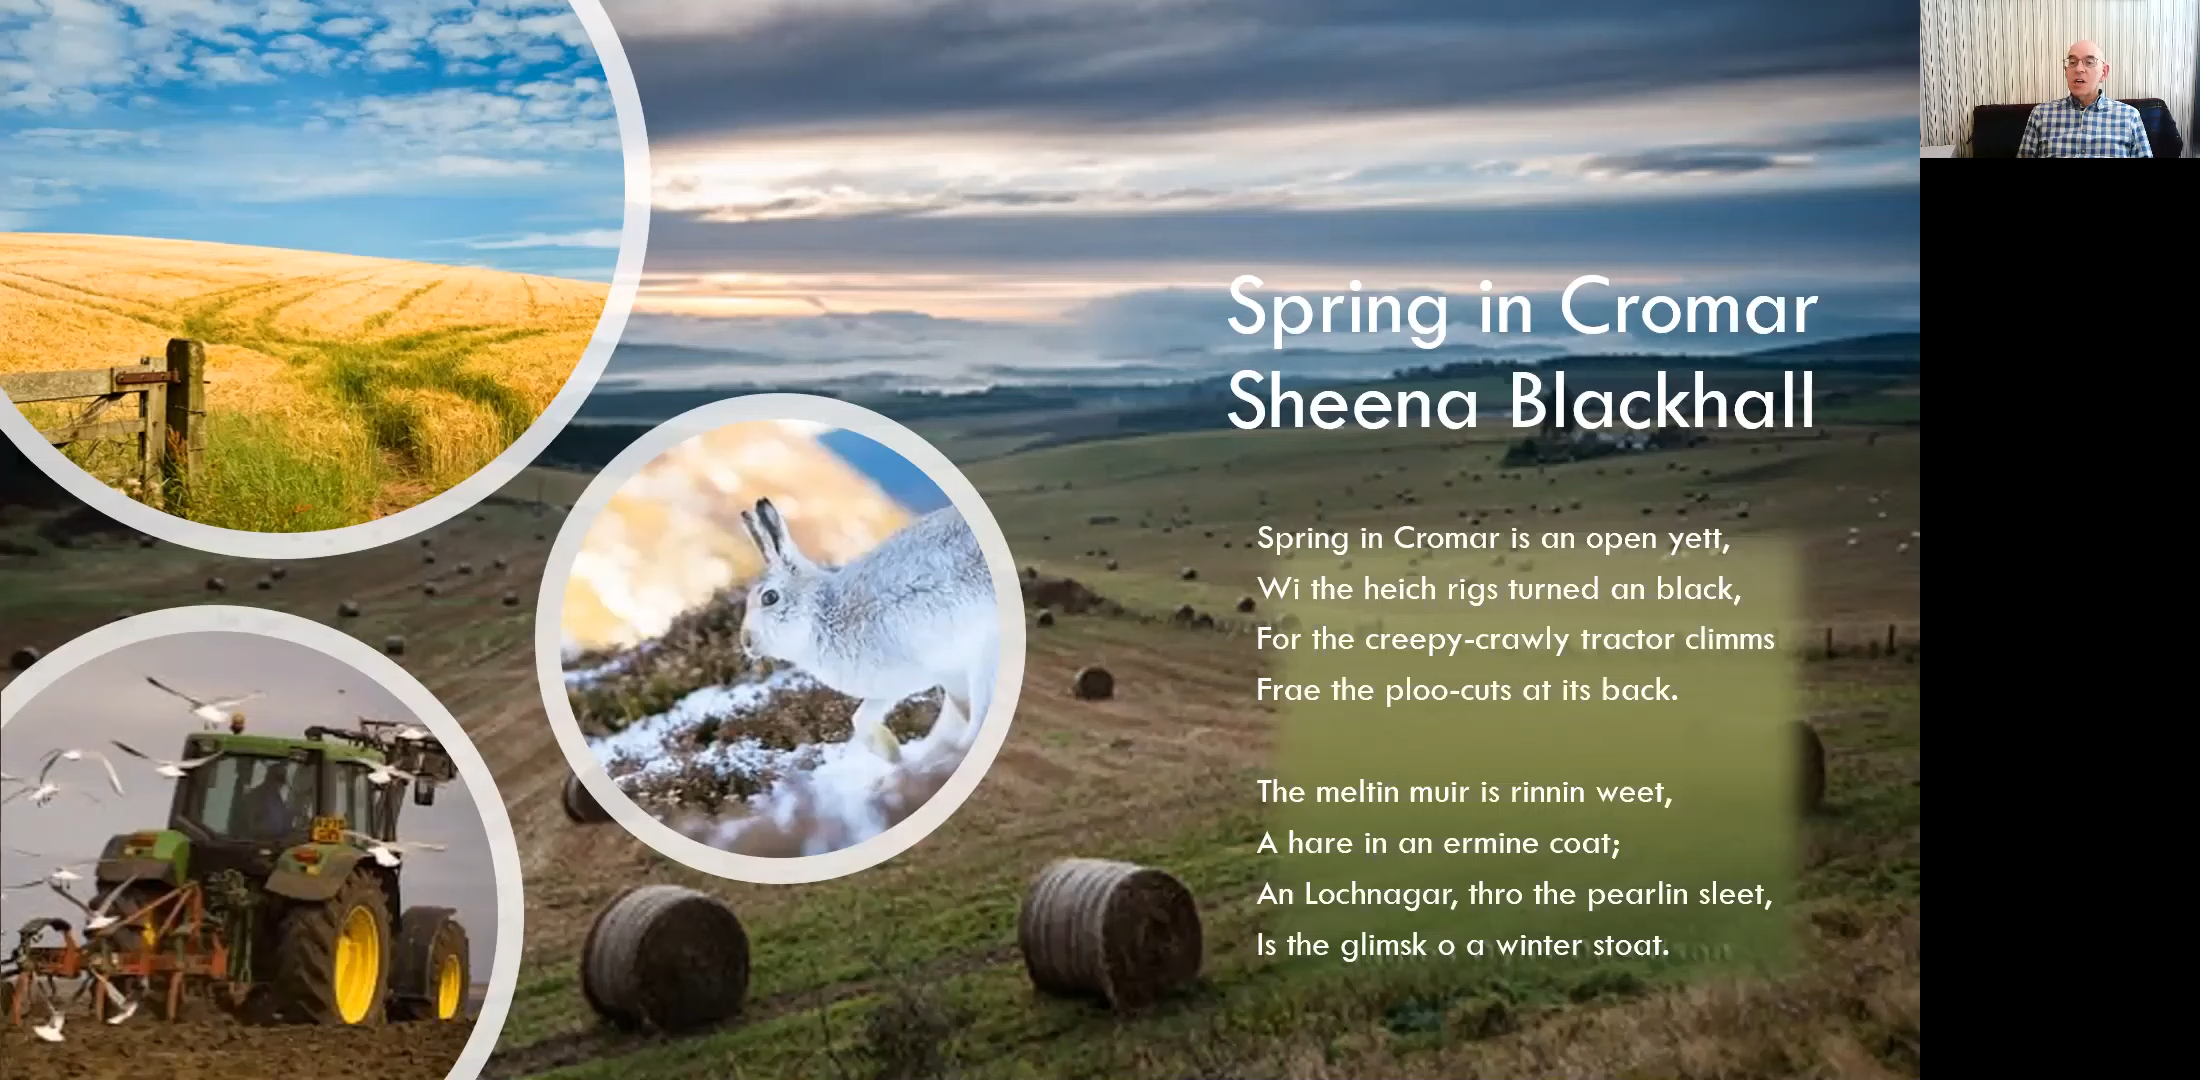 Spring in Cromar
Sheena Blackhall
Spring in Cromar is an open yett,
Wi the heich rigs turned an black,
For the creepy-crawly tractor climms
Frae the ploo-cuts at its back.
The meltin muir is rinnin weet,
A hare in an ermine coat;
An Lochnagar, thro the pearlin sleet,
Is the glimsk o a winter stoat.